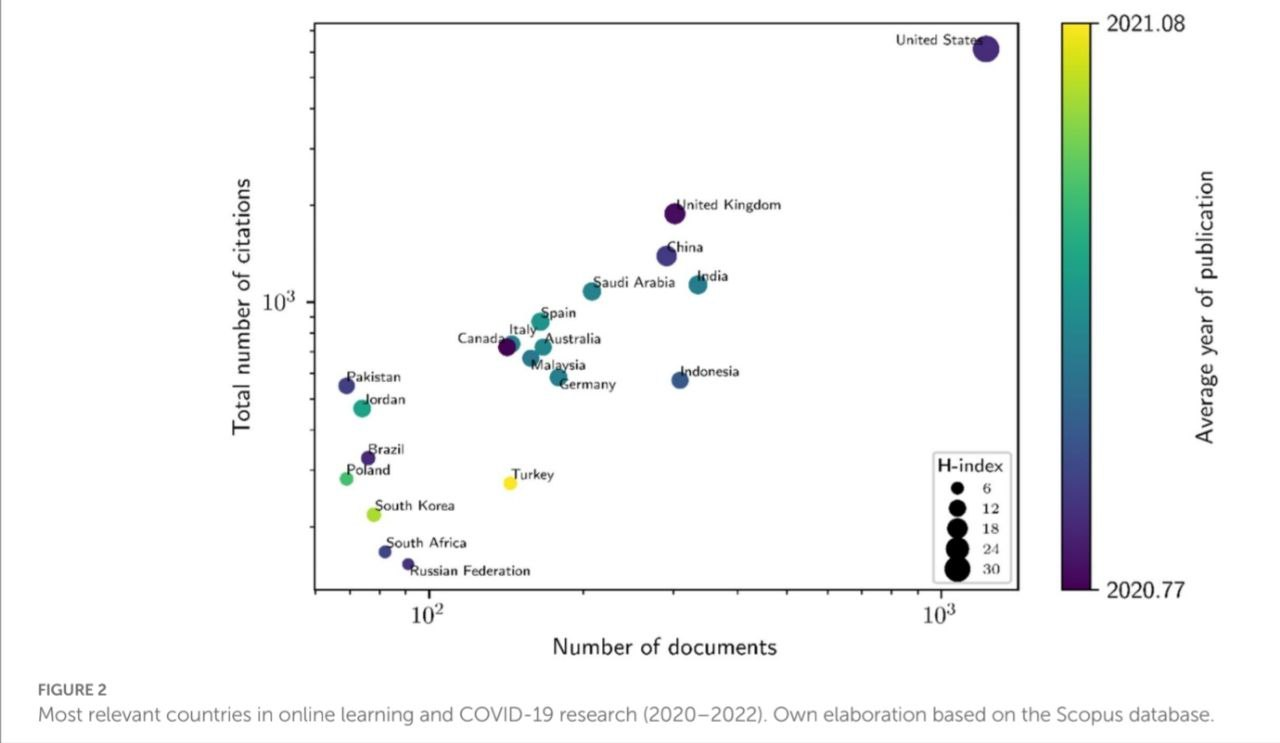 2021.08
United States
United Kingdom
China
India
Saudi Arabia
Spain
Italy
Canada
Australia
Malaysia
Germany
Indonesia
Pakistan
Jordan
Brazil
Poland
Turkey
South Korea
South Africa
Russian Federation
Total number of citations
10³
H-index
6
12
18
24
30
Average year of publication
2020.77
10²
10³
Number of documents
FIGURE 2
Most relevant countries in online learning and COVID-19 research (2020–2022). Own elaboration based on the Scopus database.